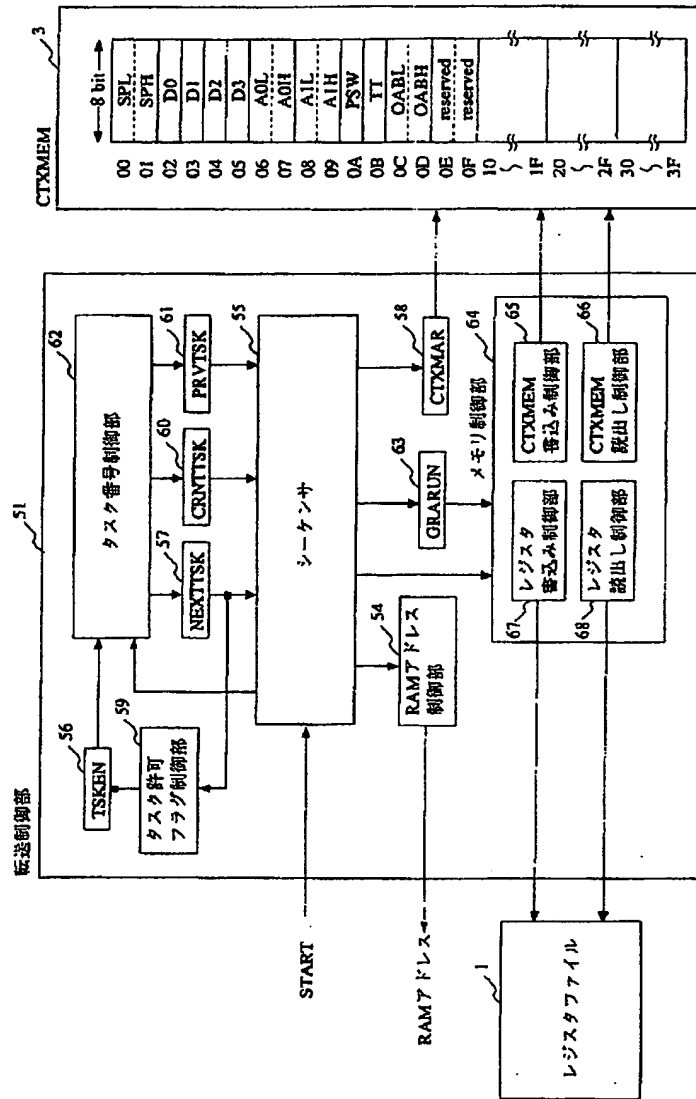 転送制御部
51
タスク番号制御部
62
TSKEN
56
タスク許可
フラグ制御部
59
NEXTTSK
57
CRNTTSK
60
PRVTSK
61
START
シーケンサ
55
RAMアドレス
RAMアドレス
制御部
54
GRARUN
63
CTXMAR
58
メモリ制御部
64
レジスタ
書込み制御部
67
CTXMEM
書込み制御部
65
レジスタ
読出し制御部
68
CTXMEM
読出し制御部
66
レジスタファイル
1
CTXMEM
3
8 bit
00 SPL
01 SPH
02 D0
03 D1
04 D2
05 D3
06 A0L
07 A0H
08 A1L
09 A1H
0A PSW
0B TT
0C OABL
0D OABH
0E reserved
0F reserved
10
1F
20
2F
30
3F